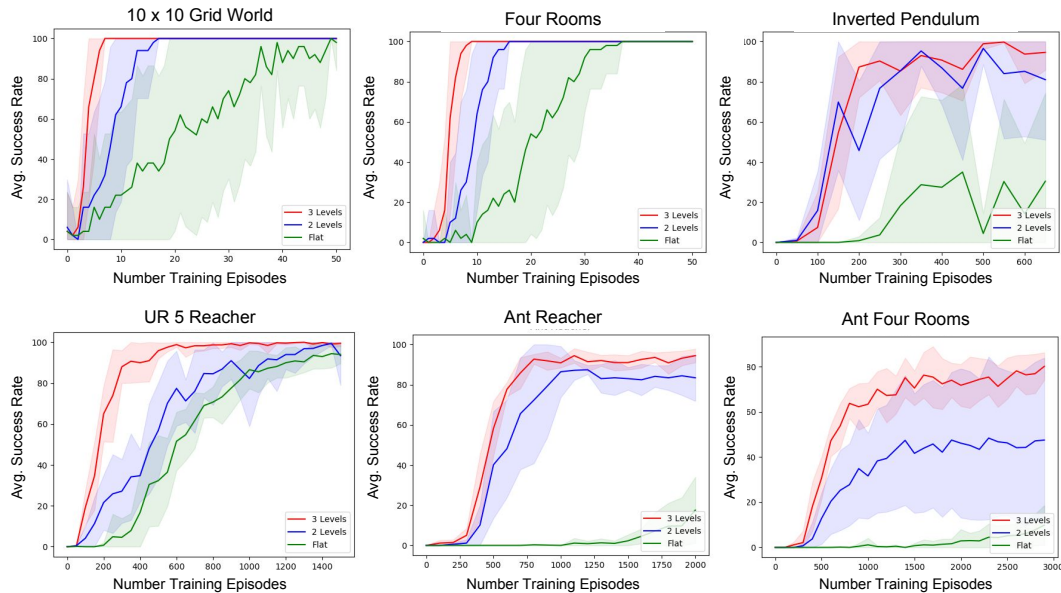 10 x 10 Grid World
Avg. Success Rate
100
80
60
40
20
0
0 10 20 30 40 50
3 Levels
2 Levels
Flat
Number Training Episodes
Four Rooms
Avg. Success Rate
100
80
60
40
20
0
0 10 20 30 40 50
3 Levels
2 Levels
Flat
Number Training Episodes
Inverted Pendulum
Avg. Success Rate
100
80
60
40
20
0
0 100 200 300 400 500 600
3 Levels
2 Levels
Flat
Number Training Episodes
UR 5 Reacher
Avg. Success Rate
100
80
60
40
20
0
0 200 400 600 800 1000 1200 1400
3 Levels
2 Levels
Flat
Number Training Episodes
Ant Reacher
Avg. Success Rate
100
80
60
40
20
0
0 250 500 750 1000 1250 1500 1750 2000
3 Levels
2 Levels
Flat
Number Training Episodes
Ant Four Rooms
Avg. Success Rate
80
60
40
20
0
0 500 1000 1500 2000 2500 3000
3 Levels
2 Levels
Flat
Number Training Episodes